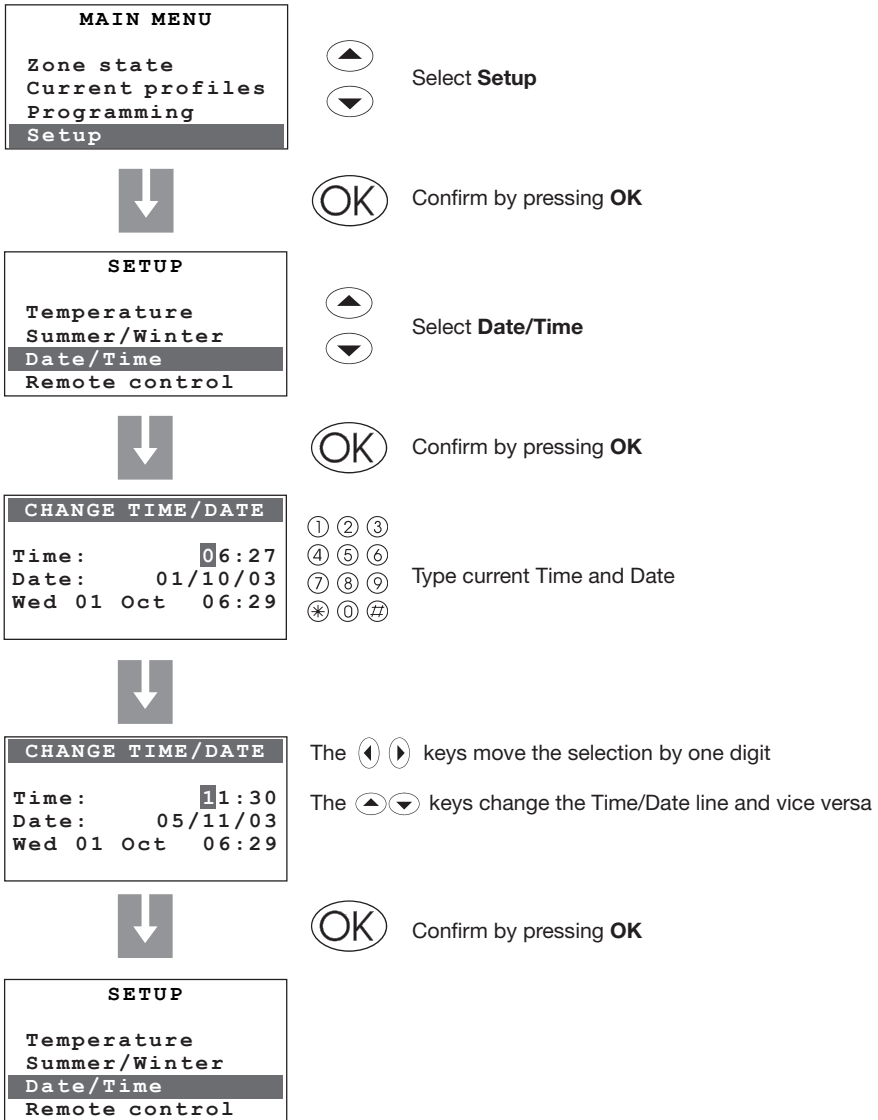 MAIN MENU
Zone state
Current profiles
Programming
Setup
Select Setup
OK
Confirm by pressing OK
SETUP
Temperature
Summer/Winter
Date/Time
Remote control
Select Date/Time
OK
Confirm by pressing OK
CHANGE TIME/DATE
Time: 06:27
Date: 01/10/03
Wed 01 Oct 06:29
1 2 3
4 5 6
7 8 9
* 0 #
Type current Time and Date
CHANGE TIME/DATE
Time: 11:30
Date: 05/11/03
Wed 01 Oct 06:29
The keys move the selection by one digit
The keys change the Time/Date line and vice versa
OK
Confirm by pressing OK
SETUP
Temperature
Summer/Winter
Date/Time
Remote control